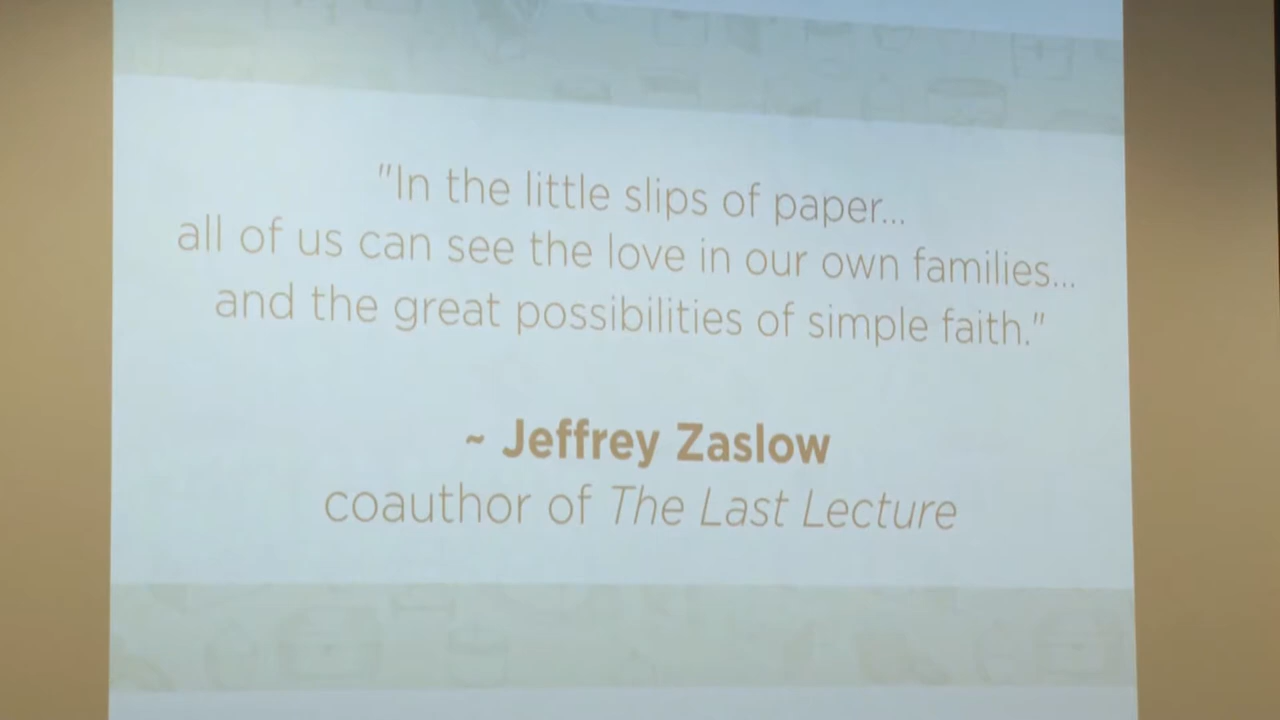 "In the little slips of paper...
all of us can see the love in our own families...
and the great possibilities of simple faith."
~ Jeffrey Zaslow
coauthor of The Last Lecture